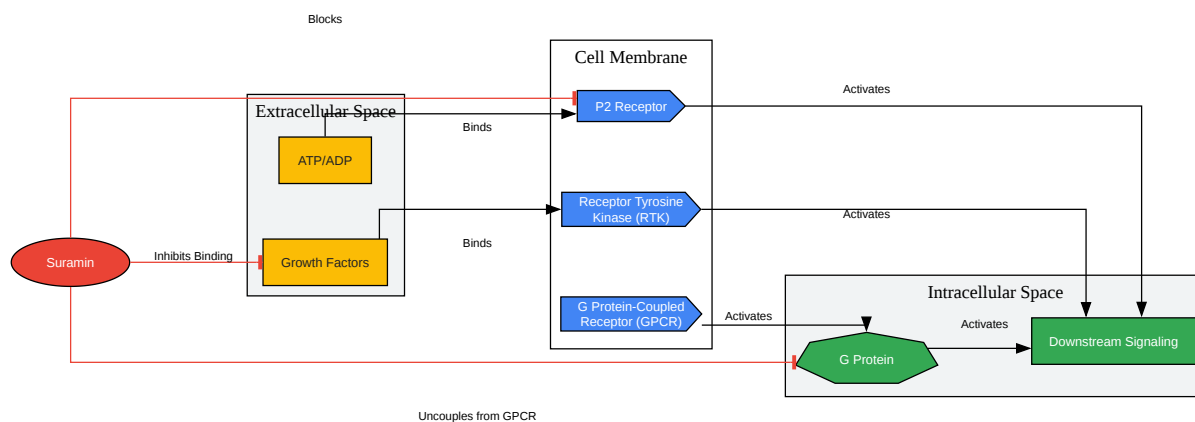 Blocks
Cell Membrane
Activates
P2 Receptor
Extracellular Space
Binds
ATP/ADP
Receptor Tyrosine
Kinase (RTK)
Activates
Binds
Inhibits Binding
Suramin
Growth Factors
Intracellular Space
G Protein-Coupled
Receptor (GPCR)
Activates
Activates
Downstream Signaling
G Protein
Uncouples from GPCR